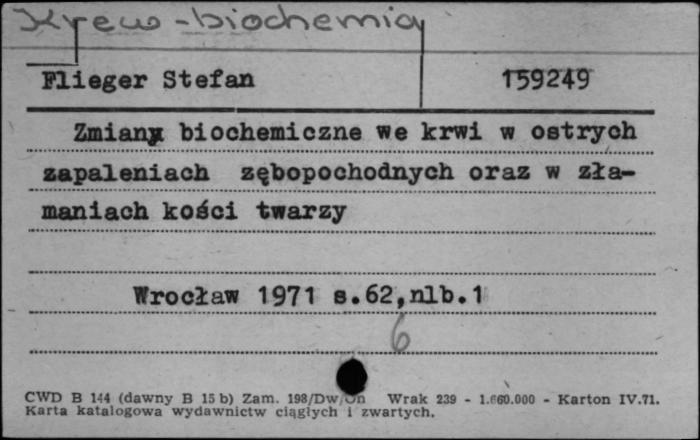 Krew - biochemia
Flieger Stefan 159249
Zmiany biochemiczne we krwi w ostrych
zapaleniach zębopochodnych oraz w zła-
maniach kości twarzy
Wrocław 1971 s.62,nlb.1
6
CWD B 144 (dawny B 15 b) Zam. 198/Dw/Jn Wrak 239 - 1.660.000 - Karton IV.71.
Karta katalogowa wydawnictw ciągłych i zwartych.